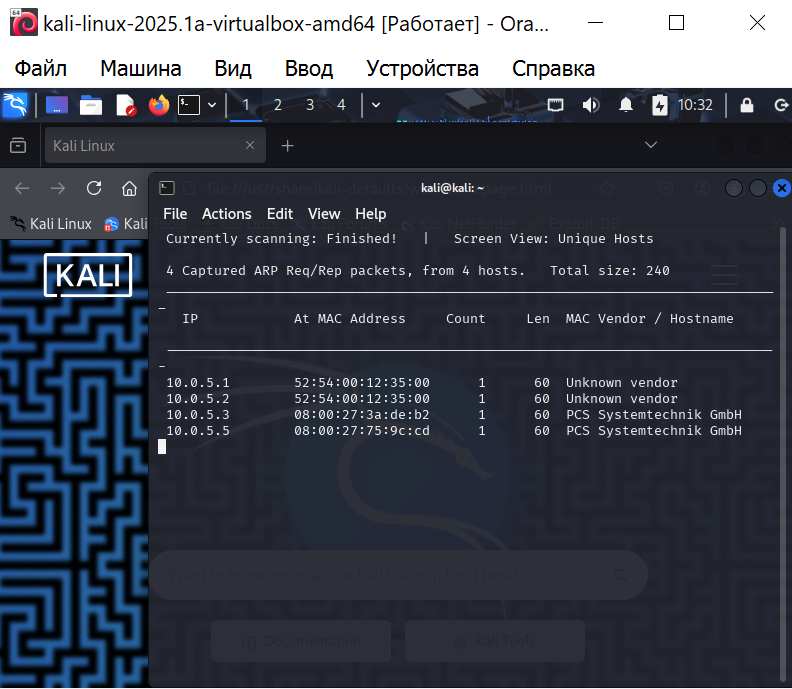 kali-linux-2025.1a-virtualbox-amd64 [Работает] - Ora...
Файл Машина Вид Ввод Устройства Справка
1 2 3 4 10:32
Kali Linux
kali@kali: ~
Kali Linux Kali
File Actions Edit View Help
KALI
Currently scanning: Finished! | Screen View: Unique Hosts
4 Captured ARP Req/Rep packets, from 4 hosts. Total size: 240
IP At MAC Address Count Len MAC Vendor / Hostname
10.0.5.1 52:54:00:12:35:00 1 60 Unknown vendor
10.0.5.2 52:54:00:12:35:00 1 60 Unknown vendor
10.0.5.3 08:00:27:3a:de:b2 1 60 PCS Systemtechnik GmbH
10.0.5.5 08:00:27:75:9c:cd 1 60 PCS Systemtechnik GmbH
Documentation
Kali Tools